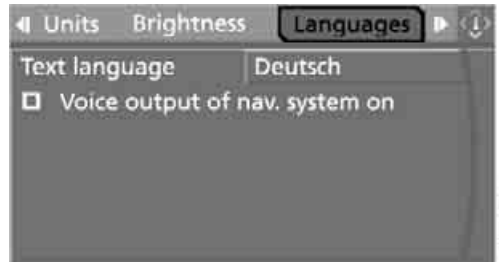 Units Brightness Languages
Text language Deutsch
Voice output of nav. system on